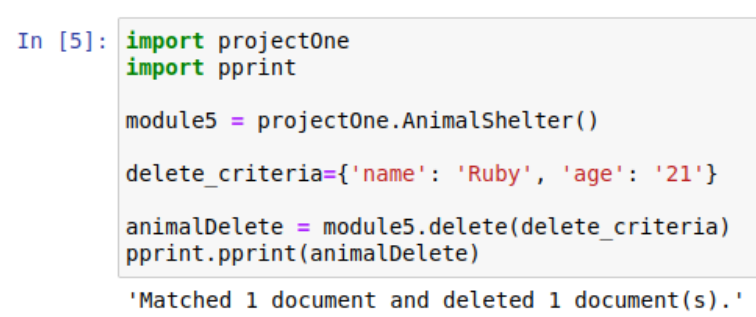 In [5]: import projectOne
import pprint
module5 = projectOne.AnimalShelter()
delete_criteria={'name': 'Ruby', 'age': '21'}
animalDelete = module5.delete(delete_criteria)
pprint.pprint(animalDelete)
'Matched 1 document and deleted 1 document(s).'